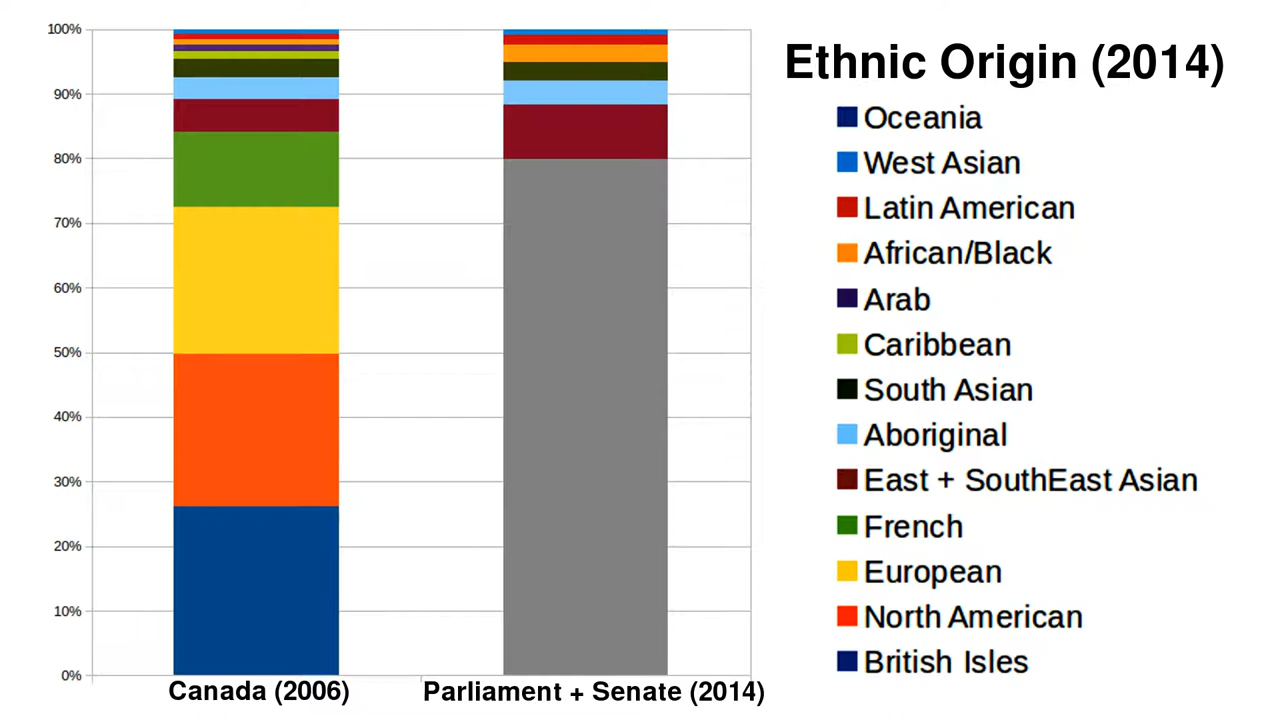 Ethnic Origin (2014)
100%
90%
80%
70%
60%
50%
40%
30%
20%
10%
0%
Canada (2006)
Parliament + Senate (2014)
Oceania
West Asian
Latin American
African/Black
Arab
Caribbean
South Asian
Aboriginal
East + SouthEast Asian
French
European
North American
British Isles